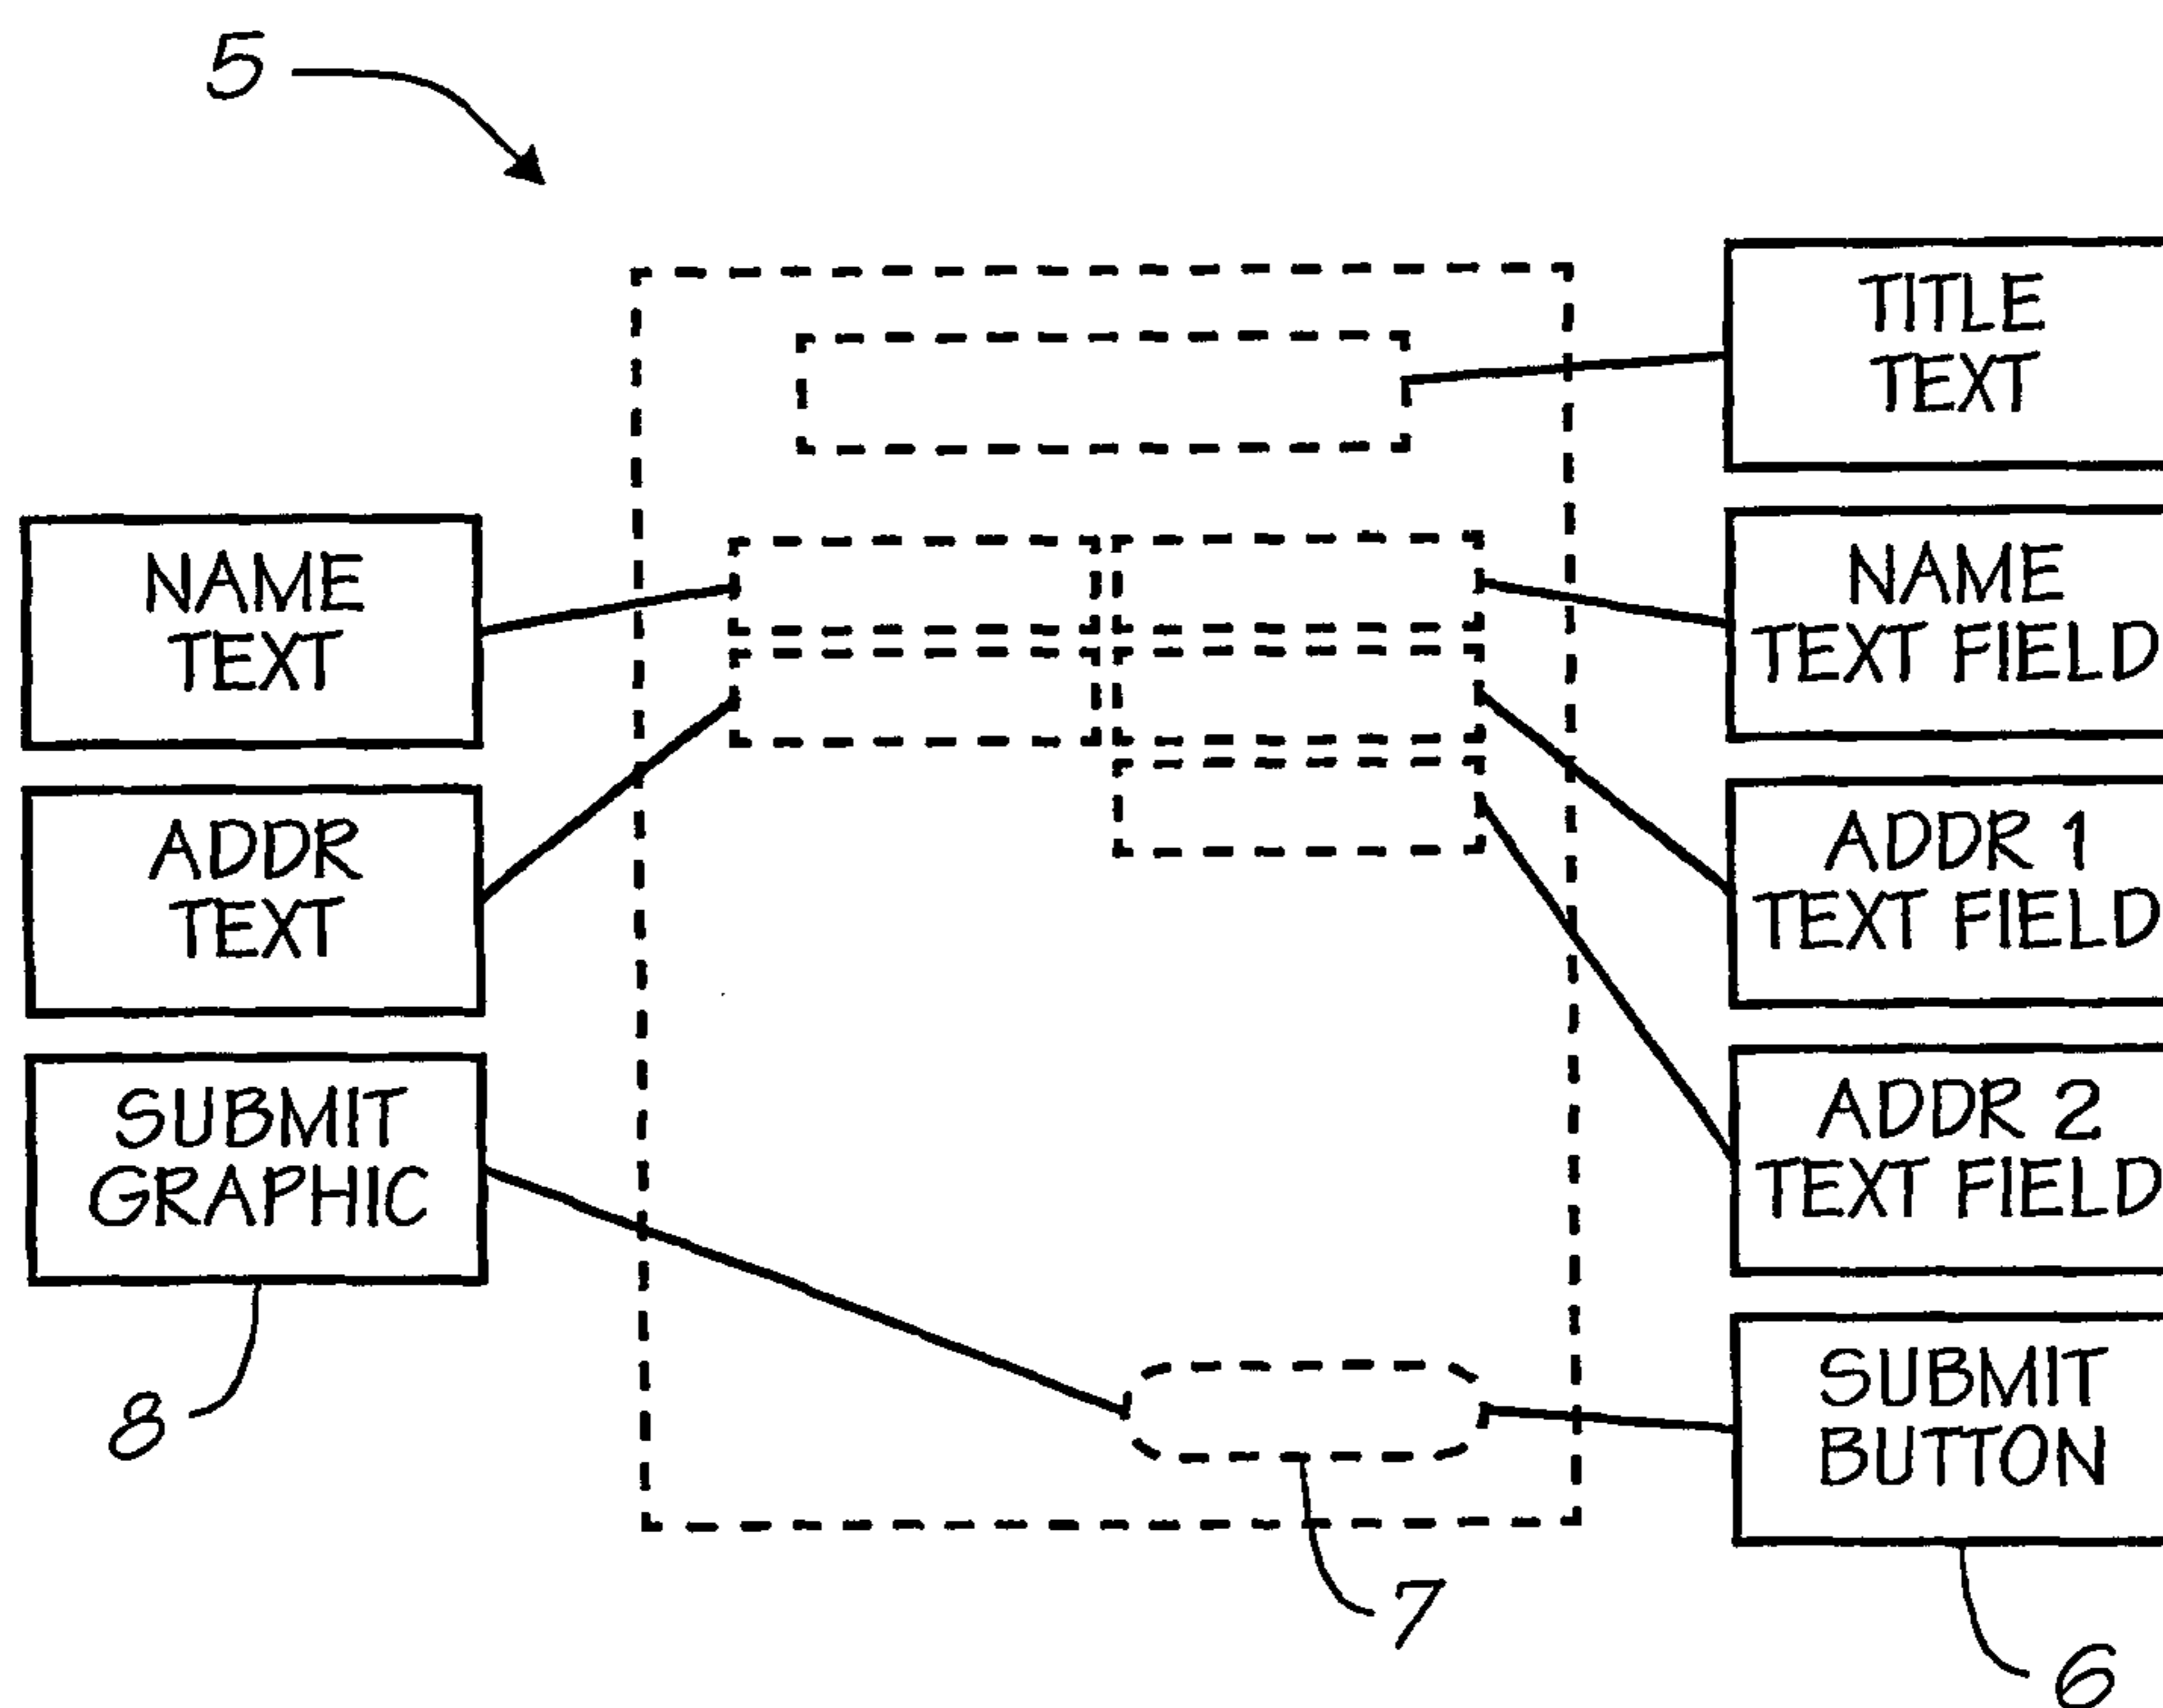 5
TITLE
TEXT
NAME
TEXT
NAME
TEXT FIELD
ADDR
TEXT
ADDR 1
TEXT FIELD
SUBMIT
GRAPHIC
ADDR 2
TEXT FIELD
SUBMIT
BUTTON
8
7
6